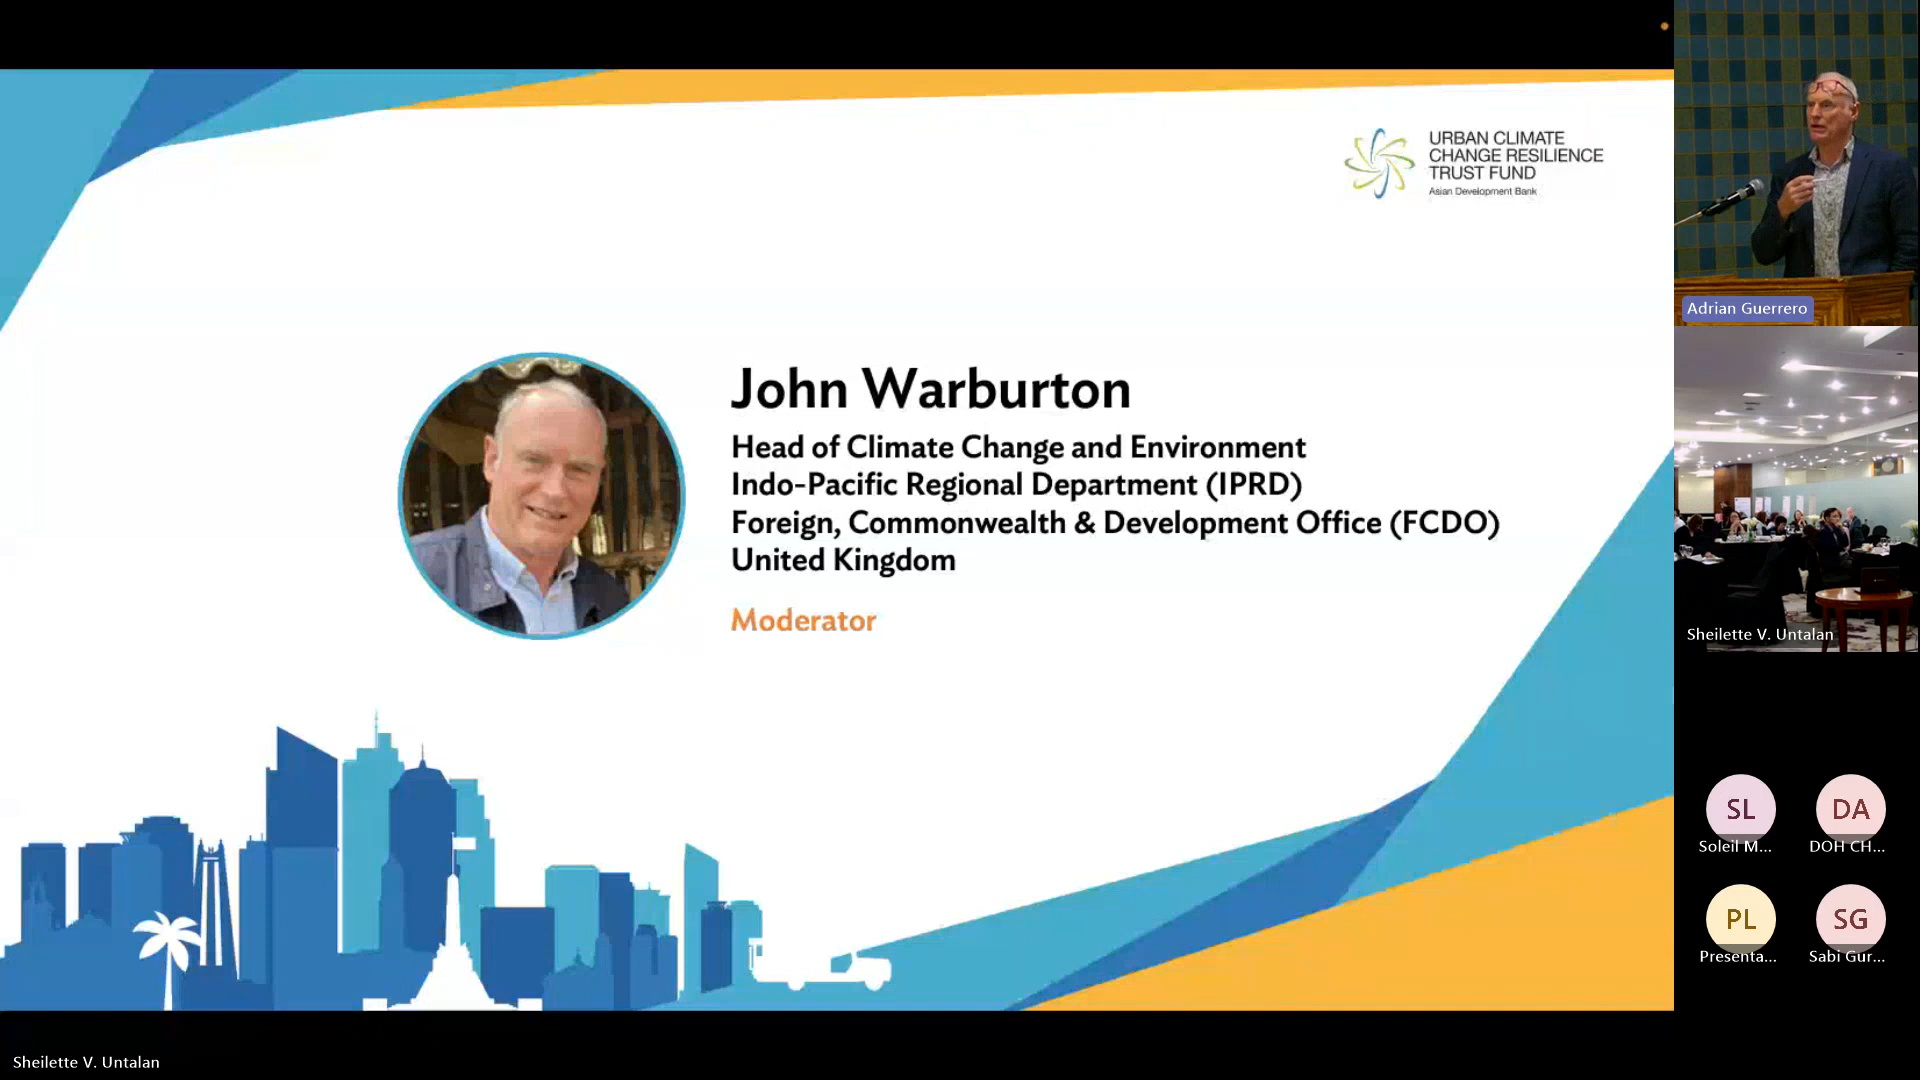 URBAN CLIMATE
CHANGE RESILIENCE
TRUST FUND
Asian Development Bank
John Warburton
Head of Climate Change and Environment
Indo-Pacific Regional Department (IPRD)
Foreign, Commonwealth & Development Office (FCDO)
United Kingdom
Moderator
Adrian Guerrero
Sheilette V. Untalan
SL
DA
Soleil M...
DOH CH...
PL
SG
Presenta...
Sabi Gur...
Sheilette V. Untalan